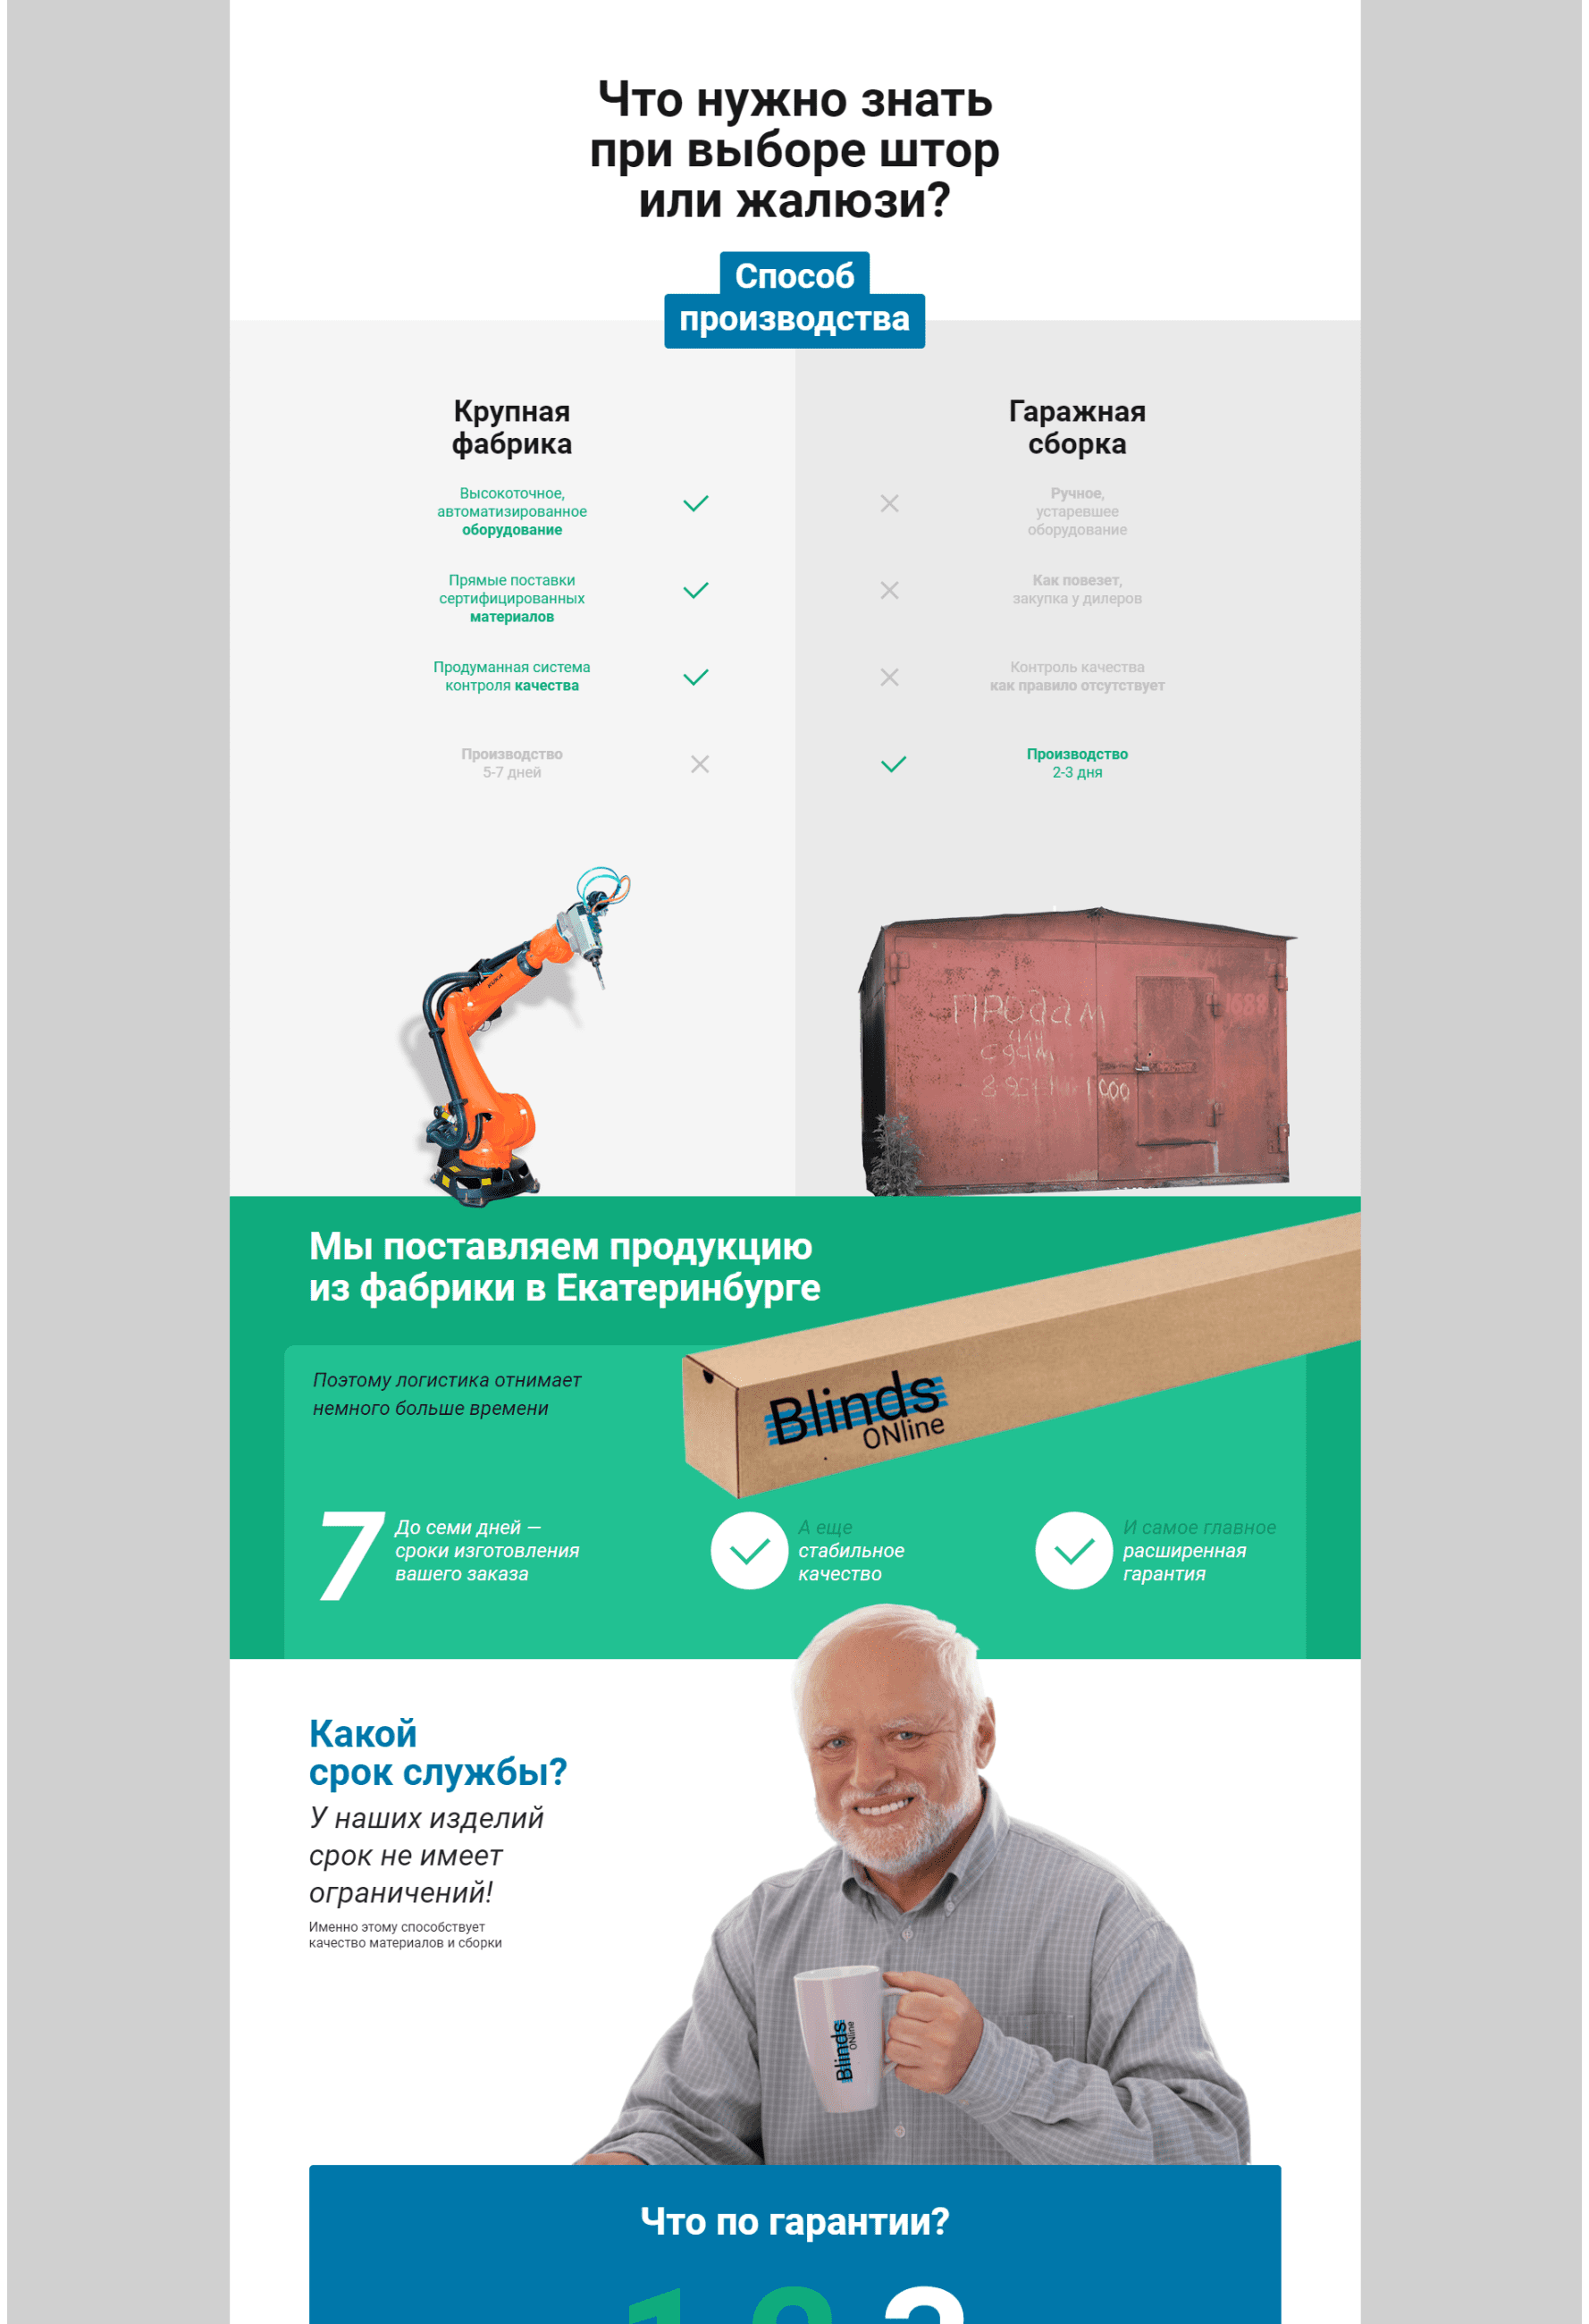 Что нужно знать
при выборе штор
или жалюзи?
Способ
производства
Крупная
фабрика
Высокоточное,
автоматизированное
оборудование
Прямые поставки
сертифицированных
материалов
Продуманная система
контроля качества
Производство
5-7 дней
Гаражная
сборка
Ручное,
устаревшее
оборудование
Как повезет,
закупка у дилеров
Контроль качества
как правило отсутствует
Производство
2-3 дня
KUKA
ПРОДАМ
1688
Мы поставляем продукцию
из фабрики в Екатеринбурге
Поэтому логистика отнимает
немного больше времени
Blinds
ONline
7
До семи дней —
сроки изготовления
вашего заказа
А еще
стабильное
качество
И самое главное
расширенная
гарантия
Какой
срок службы?
У наших изделий
срок не имеет
ограничений!
Именно этому способствует
качество материалов и сборки
Blinds
ONline
Что по гарантии?